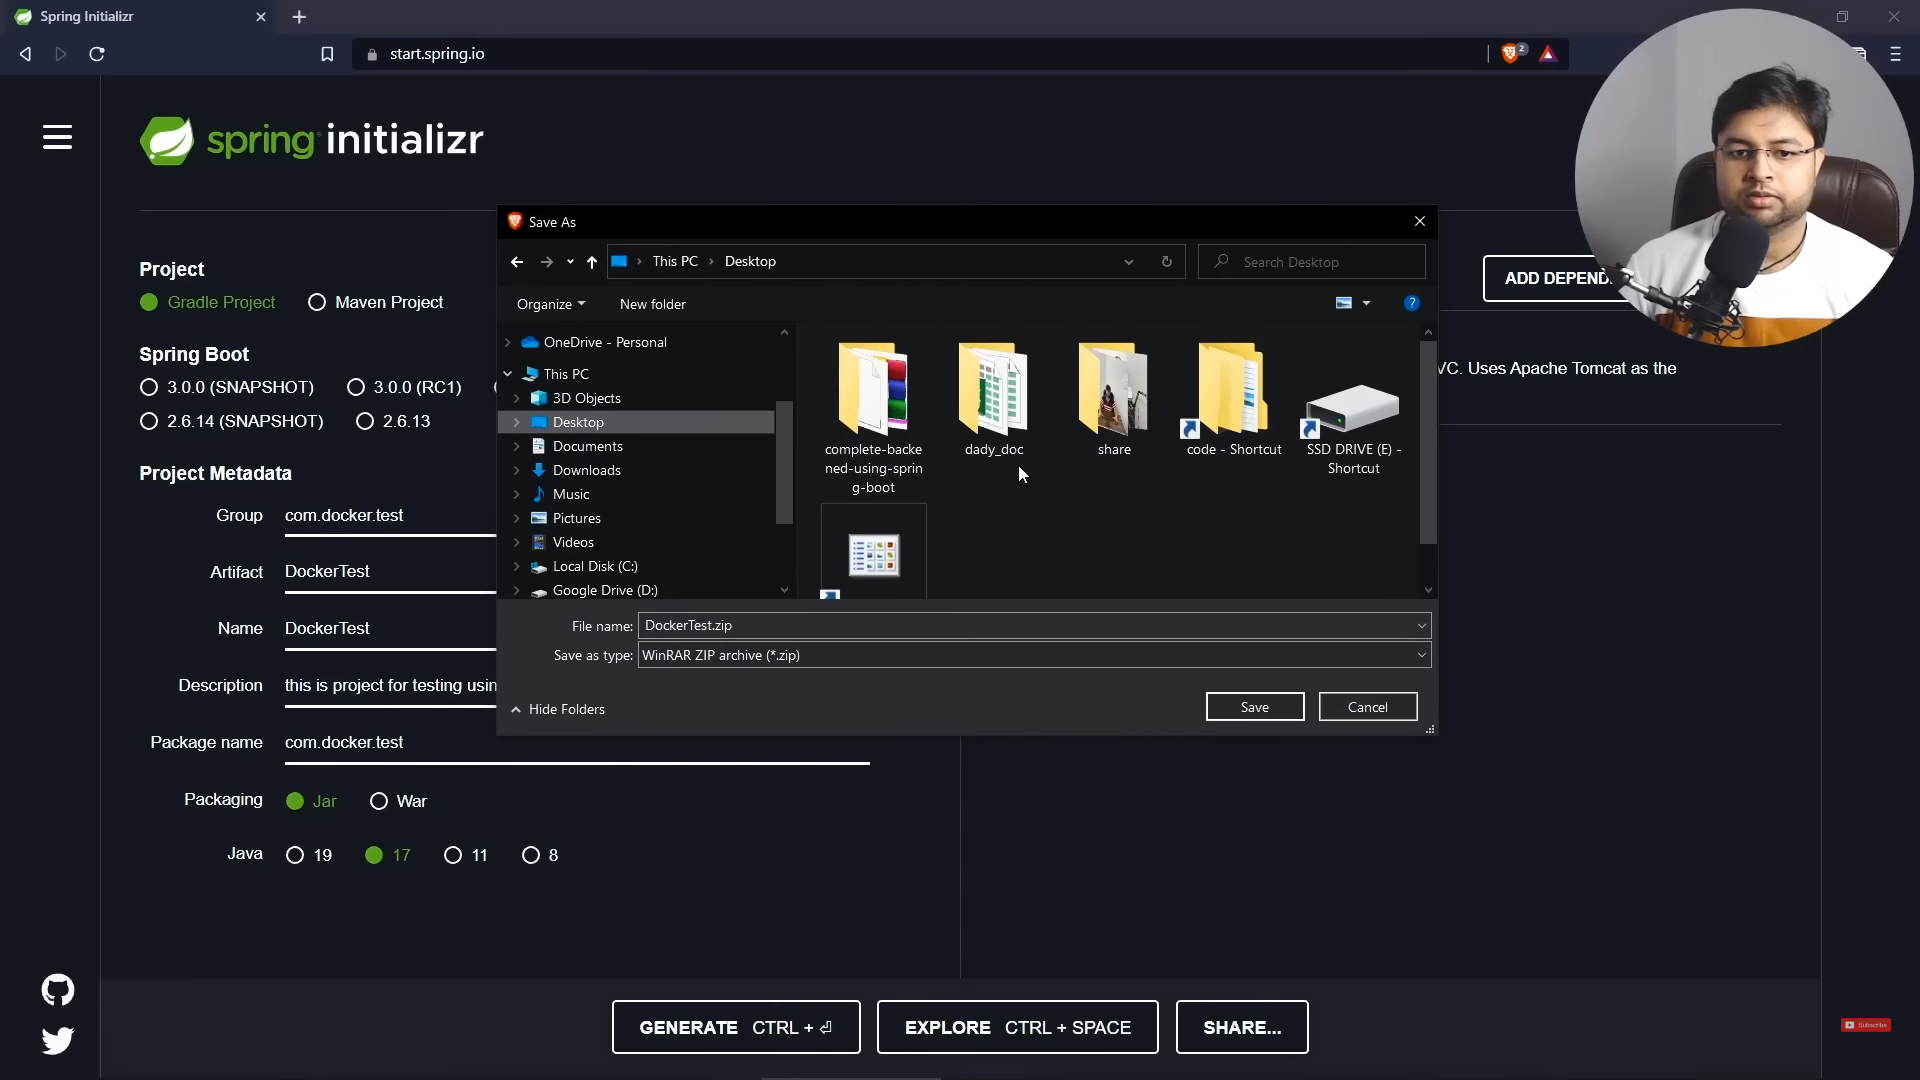 Spring Initializr
start.spring.io
2
spring initializr
Save As
This PC
Desktop
Search Desktop
Organize
New folder
?
OneDrive - Personal
This PC
3D Objects
Desktop
Documents
Downloads
Music
Pictures
Videos
Local Disk (C:)
Google Drive (D:)
complete-backe
ned-using-sprin
g-boot
dady_doc
share
code - Shortcut
SSD DRIVE (E) -
Shortcut
File name: DockerTest.zip
Save as type: WinRAR ZIP archive (*.zip)
Hide Folders
Save
Cancel
Project
Gradle Project
Maven Project
Spring Boot
3.0.0 (SNAPSHOT)
3.0.0 (RC1)
2.6.14 (SNAPSHOT)
2.6.13
Project Metadata
Group com.docker.test
Artifact DockerTest
Name DockerTest
Description this is project for testing usin
Package name com.docker.test
Packaging Jar War
Java 19 17 11 8
ADD DEPEND
VC. Uses Apache Tomcat as the
GENERATE CTRL + ⏎
EXPLORE CTRL + SPACE
SHARE...
Subscribe